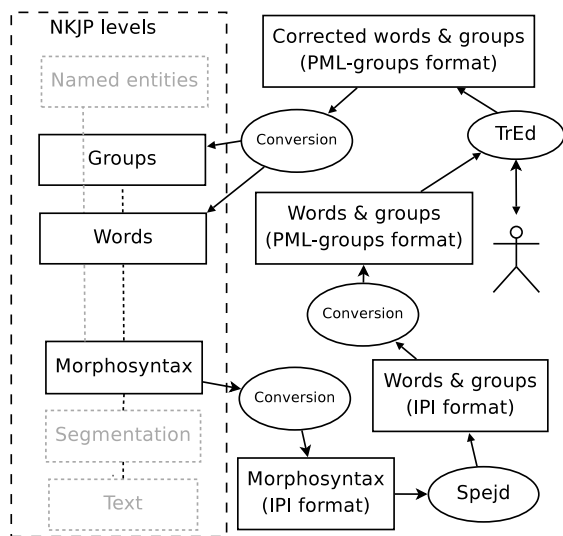 NKJP levels
Named entities
Groups
Words
Morphosyntax
Segmentation
Text
Corrected words & groups
(PML-groups format)
Conversion
TrEd
Words & groups
(PML-groups format)
Conversion
Words & groups
(IPI format)
Conversion
Morphosyntax
(IPI format)
Spejd